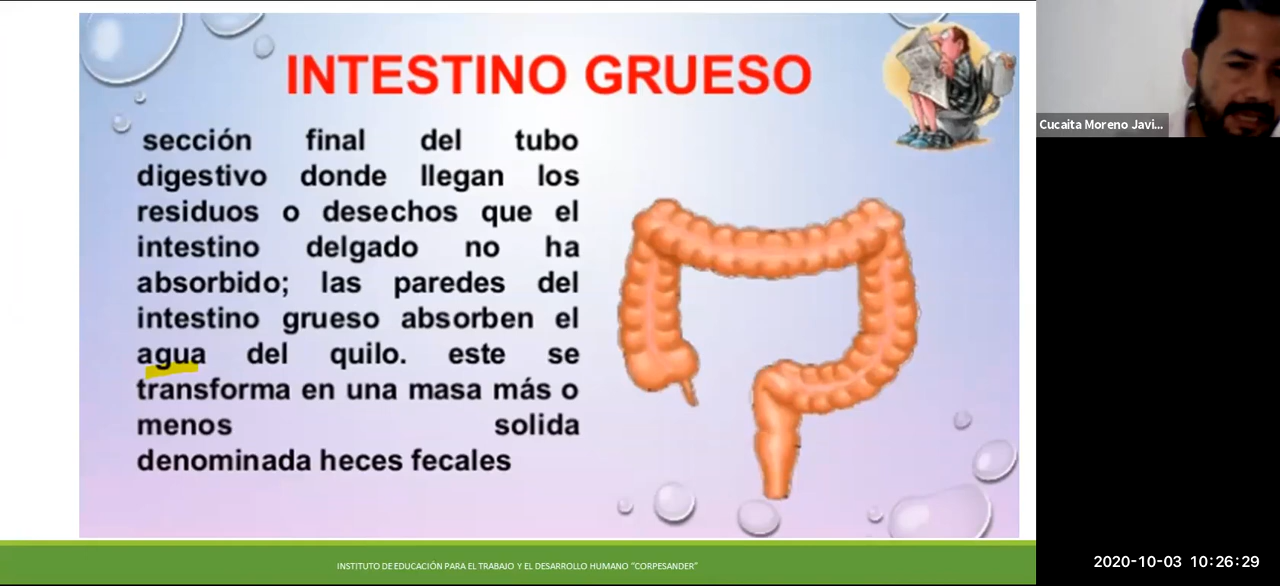 INTESTINO GRUESO
sección final del tubo
digestivo donde llegan los
residuos o desechos que el
intestino delgado no ha
absorbido; las paredes del
intestino grueso absorben el
agua del quilo. este se
transforma en una masa más o
menos solida
denominada heces fecales
Cucaita Moreno Javi...
INSTITUTO DE EDUCACIÓN PARA EL TRABAJO Y EL DESARROLLO HUMANO “CORPESANDER”
2020-10-03 10:26:29